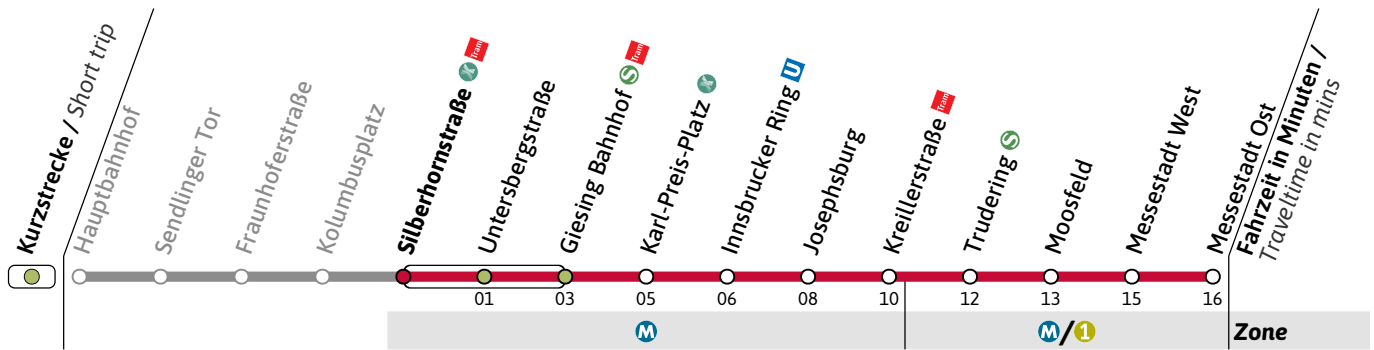 Kurzstrecke / Short trip
Hauptbahnhof
Sendlinger Tor
Fraunhoferstraße
Kolumbusplatz
Silberhornstraße X Tram
Untersbergstraße
Giesing Bahnhof S Tram
Karl-Preis-Platz X
Innsbrucker Ring U
Josephsburg
Kreillerstraße Tram
Trudering S
Moosfeld
Messestadt West
Messestadt Ost
Fahrzeit in Minuten /
Traveltime in mins
01 03 05 06 08 10 12 13 15 16
M M/1 Zone